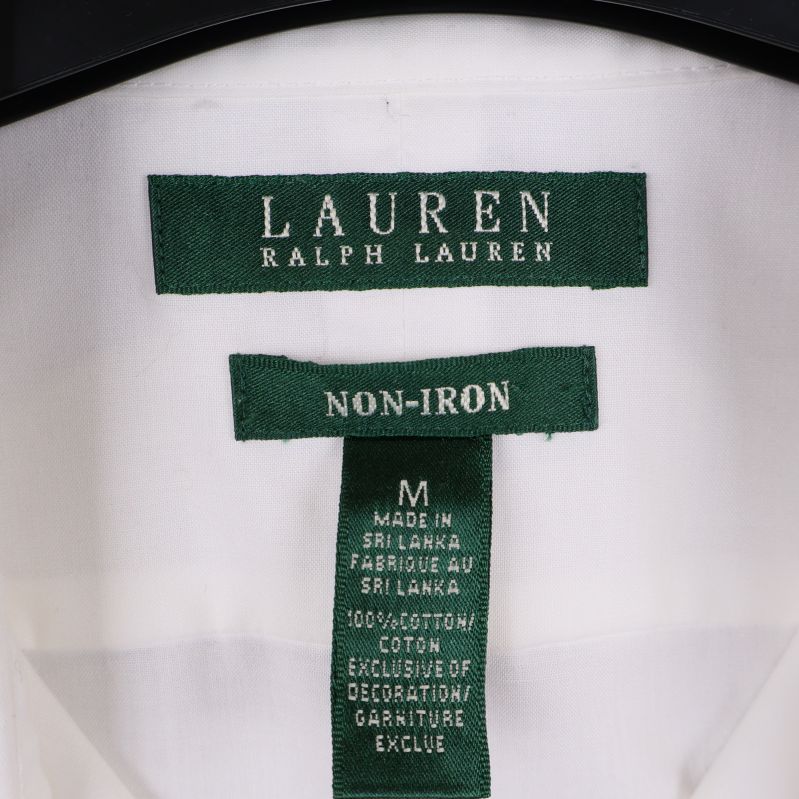 LAUREN
RALPH LAUREN
NON-IRON
M
MADE IN
SRI LANKA
FABRIQUE AU
SRI LANKA
100% COTTON/
COTON
EXCLUSIVE OF
DECORATION/
GARNITURE
EXCLUE